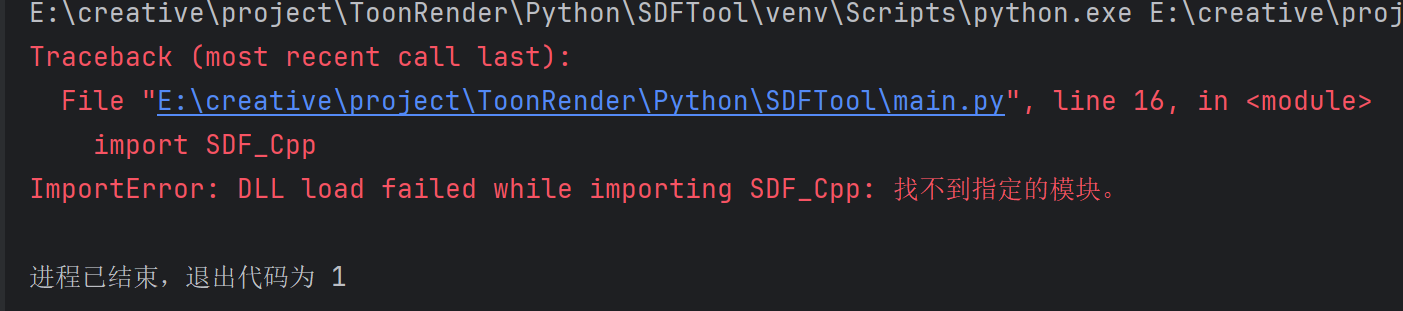 E:\creative\project\ToonRender\Python\SDFTool\venv\Scripts\python.exe E:\creative\proj
Traceback (most recent call last):
  File "E:\creative\project\ToonRender\Python\SDFTool\main.py", line 16, in <module>
    import SDF_Cpp
ImportError: DLL load failed while importing SDF_Cpp: 找不到指定的模块。
进程已结束，退出代码为 1